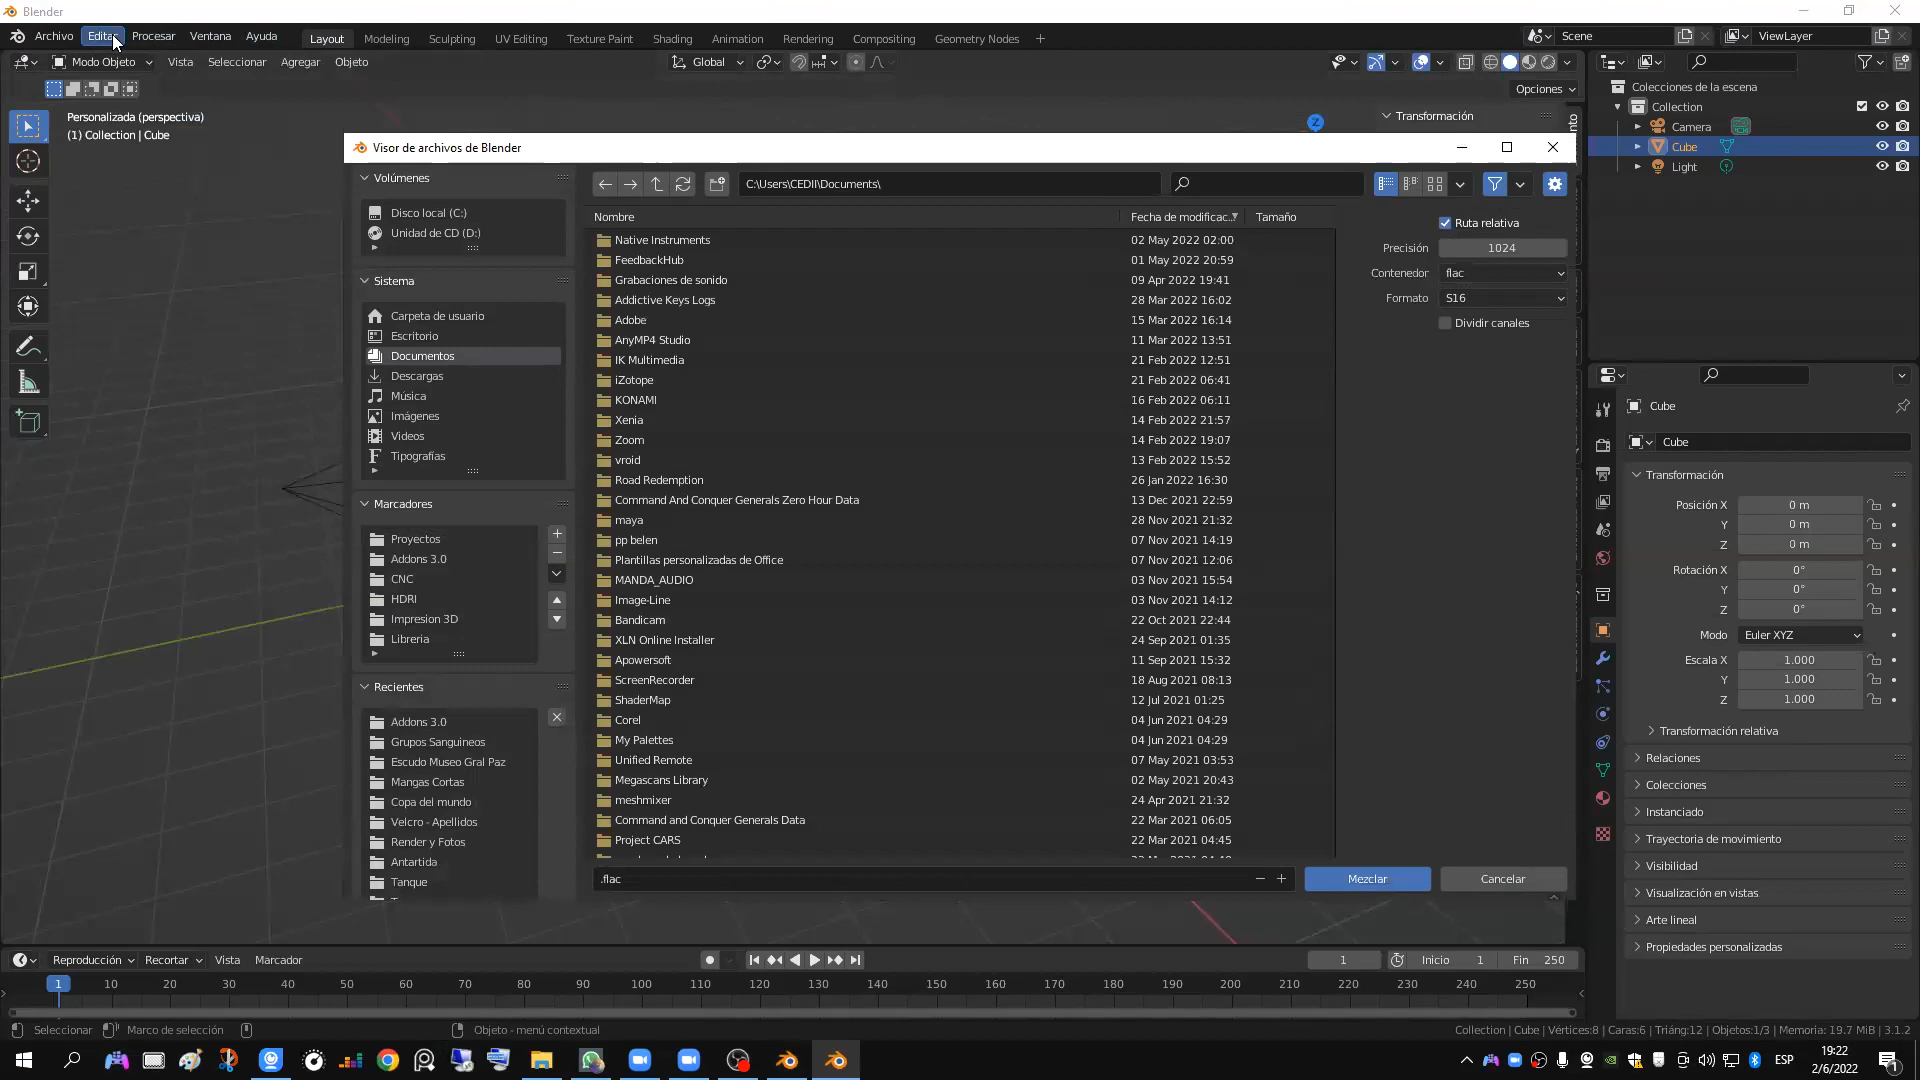 Blender
Archivo Editar Procesar Ventana Ayuda Layout Modeling Sculpting UV Editing Texture Paint Shading Animation Rendering Compositing Geometry Nodes + Scene ViewLayer
Modo Objeto Vista Seleccionar Agregar Objeto Global
Opciones
Personalizada (perspectiva)
(1) Collection | Cube
Z
Transformación
Colecciones de la escena
Collection
Camera
Cube
Light
Visor de archivos de Blender
Volúmenes
Disco local (C:)
Unidad de CD (D:)
Sistema
Carpeta de usuario
Escritorio
Documentos
Descargas
Música
Imágenes
Videos
Tipografías
Marcadores
Proyectos
Addons 3.0
CNC
HDRI
Impresion 3D
Libreria
Recientes
Addons 3.0
Grupos Sanguineos
Escudo Museo Gral Paz
Mangas Cortas
Copa del mundo
Velcro - Apellidos
Render y Fotos
Antartida
Tanque
C:\Users\CEDII\Documents\
Nombre Fecha de modificac.. Tamaño
Native Instruments 02 May 2022 02:00
FeedbackHub 01 May 2022 20:59
Grabaciones de sonido 09 Apr 2022 19:41
Addictive Keys Logs 28 Mar 2022 16:02
Adobe 15 Mar 2022 16:14
AnyMP4 Studio 11 Mar 2022 13:51
IK Multimedia 21 Feb 2022 12:51
iZotope 21 Feb 2022 06:41
KONAMI 16 Feb 2022 06:11
Xenia 14 Feb 2022 21:57
Zoom 14 Feb 2022 19:07
vroid 13 Feb 2022 15:52
Road Redemption 26 Jan 2022 16:30
Command And Conquer Generals Zero Hour Data 13 Dec 2021 22:59
maya 28 Nov 2021 21:32
pp belen 07 Nov 2021 14:19
Plantillas personalizadas de Office 07 Nov 2021 12:06
MANDA_AUDIO 03 Nov 2021 15:54
Image-Line 03 Nov 2021 14:12
Bandicam 22 Oct 2021 22:44
XLN Online Installer 24 Sep 2021 01:35
Apowersoft 11 Sep 2021 15:32
ScreenRecorder 18 Aug 2021 08:13
ShaderMap 12 Jul 2021 01:25
Corel 04 Jun 2021 04:29
My Palettes 04 Jun 2021 04:29
Unified Remote 07 May 2021 03:53
Megascans Library 02 May 2021 20:43
meshmixer 24 Apr 2021 21:32
Command and Conquer Generals Data 22 Mar 2021 06:05
Project CARS 22 Mar 2021 04:45
.flac
Mezclar Cancelar
Ruta relativa
Precisión 1024
Contenedor flac
Formato S16
Dividir canales
Cube
Cube
Transformación
Posición X 0 m
Y 0 m
Z 0 m
Rotación X 0°
Y 0°
Z 0°
Modo Euler XYZ
Escala X 1.000
Y 1.000
Z 1.000
Transformación relativa
Relaciones
Colecciones
Instanciado
Trayectoria de movimiento
Visibilidad
Visualización en vistas
Arte lineal
Propiedades personalizadas
Reproducción Recortar Vista Marcador 1 Inicio 1 Fin 250
1 10 20 30 40 50 60 70 80 90 100 110 120 130 140 150 160 170 180 190 200 210 220 230 240 250
Seleccionar Marco de selección Objeto - menú contextual Collection | Cube | Vértices:8 | Caras:6 | Triáng:12 | Objetos:1/3 | Memoria: 19.7 MiB | 3.1.2
ESP 19:22
2/6/2022
1